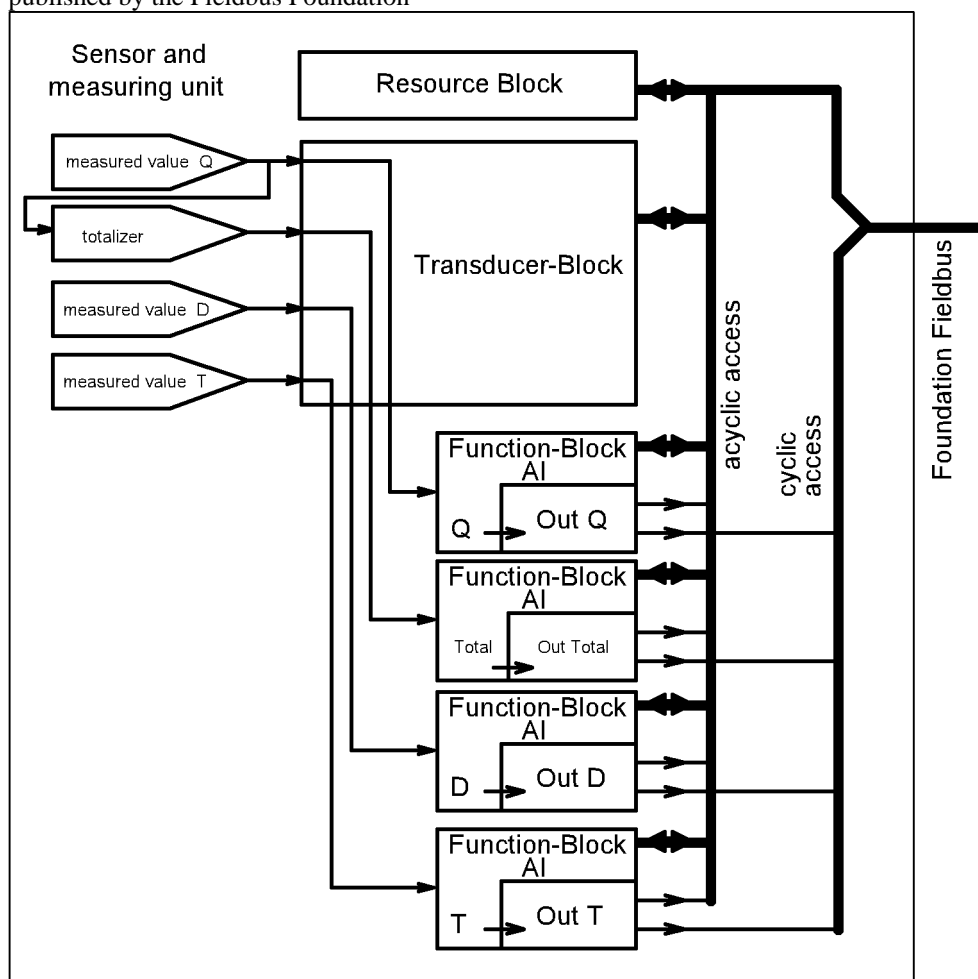 published by the Fieldbus Foundation
Sensor and
measuring unit
Resource Block
measured value Q
totalizer
measured value D
measured value T
Transducer-Block
acyclic access
cyclic
access
Foundation Fieldbus
Function-Block
AI
Q
Out Q
Function-Block
AI
Total
Out Total
Function-Block
AI
D
Out D
Function-Block
AI
T
Out T